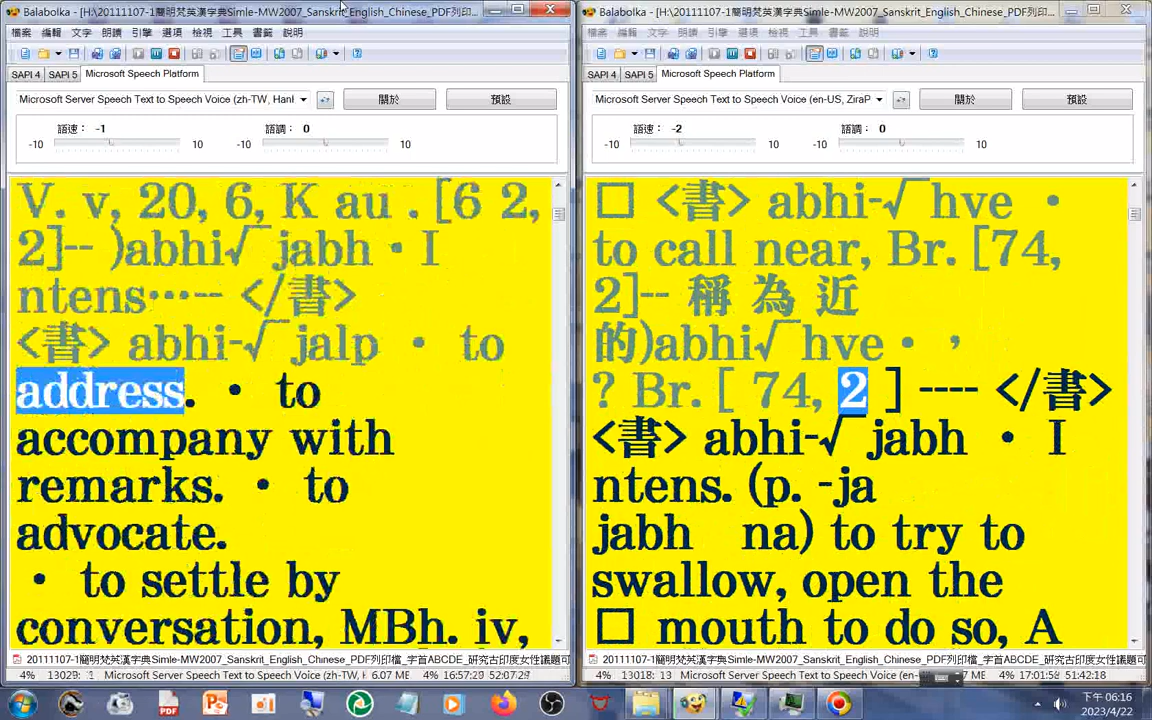 Balabolka - [H:\20111107-1簡明梵英漢字典Simle-MW2007_Sanskrit_English_Chinese_PDF列印...
檔案 編輯 文字 朗讀 引擎 選項 檢視 工具 書籤 說明
SAPI 4 SAPI 5 Microsoft Speech Platform
Microsoft Server Speech Text to Speech Voice (zh-TW, HanH 關於 預設
語速: -1 語調: 0
-10 10 -10 10
V. v, 20, 6, K au . [6 2,
2]-- )abhi√ jabh • I
ntens…-- </書>
<書> abhi-√ jalp • to
address. • to
accompany with
remarks. • to
advocate.
• to settle by
conversation, MBh. iv,
20111107-1簡明梵英漢字典Simle-MW2007_Sanskrit_English_Chinese_PDF列印檔_字首ABCDE_研究古印度女性議題可
4% 13029: 1 Microsoft Server Speech Text to Speech Voice (zh-TW, H 6.07 MB 4% 16:57:29 52:07:29
Balabolka - [H:\20111107-1簡明梵英漢字典Simle-MW2007_Sanskrit_English_Chinese_PDF列印...
檔案 編輯 文字 朗讀 引擎 選項 檢視 工具 書籤 說明
SAPI 4 SAPI 5 Microsoft Speech Platform
Microsoft Server Speech Text to Speech Voice (en-US, ZiraP 關於 預設
語速: -2 語調: 0
-10 10 -10 10
□ <書> abhi-√ hve •
to call near, Br. [74,
2]-- 稱 為 近
的)abhi√ hve • ,
? Br. [ 74, 2 ] ---- </書>
<書> abhi-√ jabh • I
ntens. (p. -ja
jabh na) to try to
swallow, open the
□ mouth to do so, A
20111107-1簡明梵英漢字典Simle-MW2007_Sanskrit_English_Chinese_PDF列印檔_字首ABCDE_研究古印度女性議題可
4% 13018: 13 Microsoft Server Speech Text to Speech Voice (en-U 4% 17:01:58 51:42:18
下午 06:16
2023/4/22